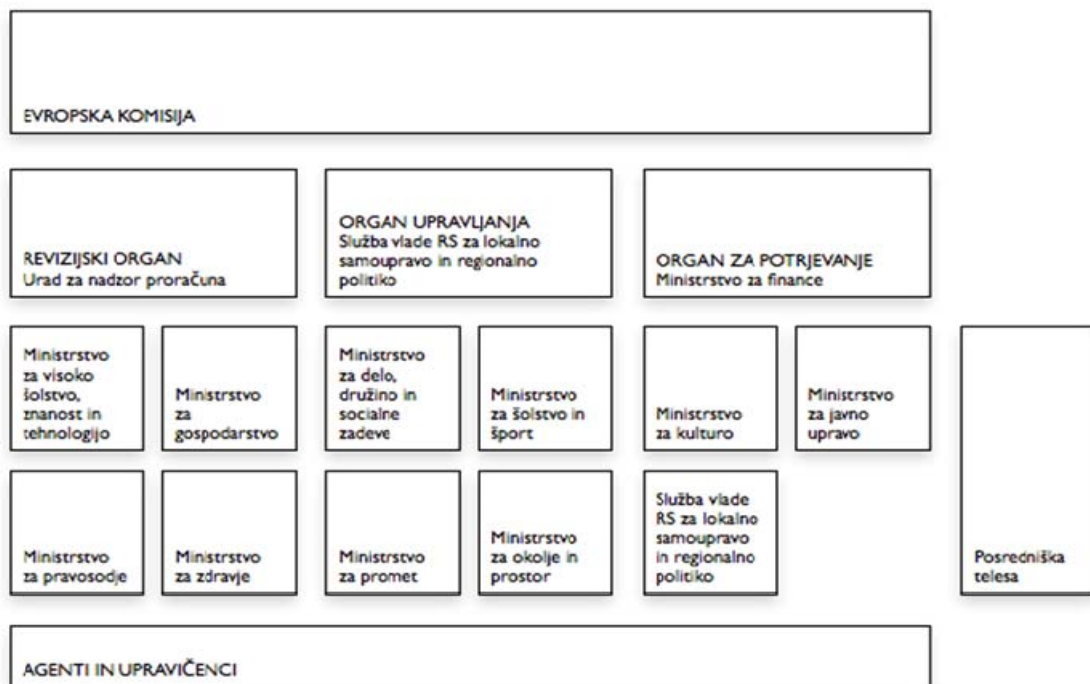 EVROPSKA KOMISIJA
REVIZIJSKI ORGAN
Urad za nadzor proračuna
ORGAN UPRAVLJANJA
Služba vlade RS za lokalno
samoupravo in regionalno
politiko
ORGAN ZA POTRJEVANJE
Ministrstvo za finance
Ministrstvo
za visoko
šolstvo,
znanost in
tehnologijo
Ministrstvo
za
gospodarstvo
Ministrstvo
za delo,
družino in
socialne
zadeve
Ministrstvo
za šolstvo in
šport
Ministrstvo
za kulturo
Ministrstvo
za javno
upravo
Ministrstvo
za pravosodje
Ministrstvo
za zdravje
Ministrstvo
za promet
Ministrstvo
za okolje in
prostor
Služba vlade
RS za lokalno
samoupravo
in regionalno
politiko
Posredniška
telesa
AGENTI IN UPRAVIČENCI